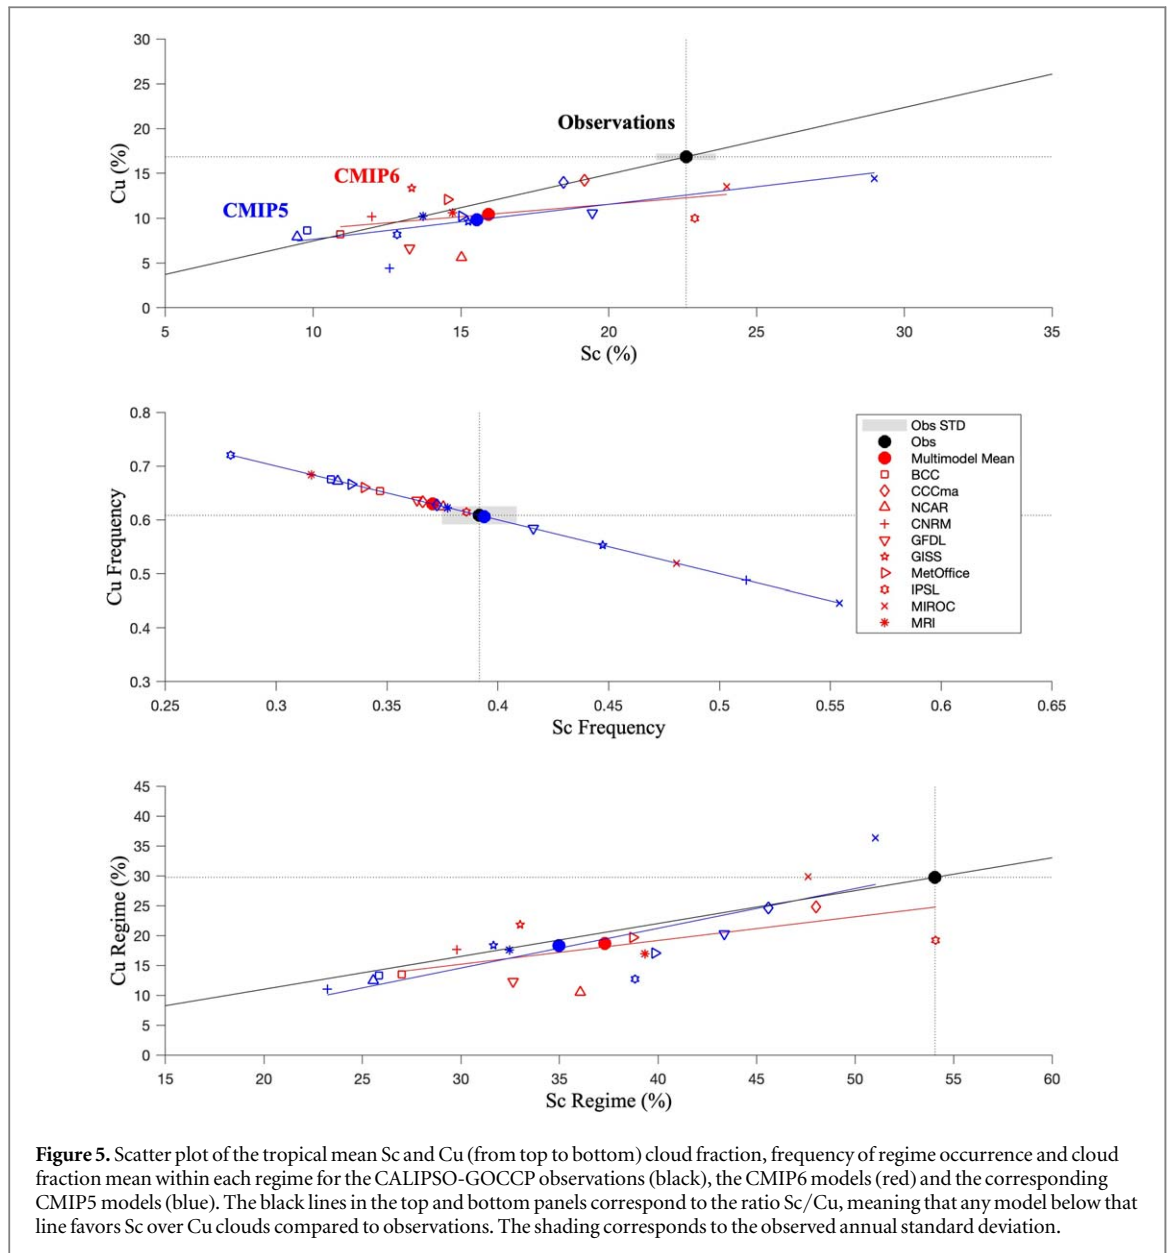 30
25
20
15
10
5
0
Cu (%)
Observations
CMIP6
CMIP5
5
10
15
20
25
30
35
Sc (%)
0.8
0.7
0.6
0.5
0.4
0.3
Cu Frequency
Obs STD
Obs
Multimodel Mean
BCC
CCCma
NCAR
CNRM
GFDL
GISS
MetOffice
IPSL
MIROC
MRI
0.25
0.3
0.35
0.4
0.45
0.5
0.55
0.6
0.65
Sc Frequency
45
40
35
30
25
20
15
10
5
0
Cu Regime (%)
15
20
25
30
35
40
45
50
55
60
Sc Regime (%)
Figure 5. Scatter plot of the tropical mean Sc and Cu (from top to bottom) cloud fraction, frequency of regime occurrence and cloud
fraction mean within each regime for the CALIPSO-GOCCP observations (black), the CMIP6 models (red) and the corresponding
CMIP5 models (blue). The black lines in the top and bottom panels correspond to the ratio Sc/Cu, meaning that any model below that
line favors Sc over Cu clouds compared to observations. The shading corresponds to the observed annual standard deviation.